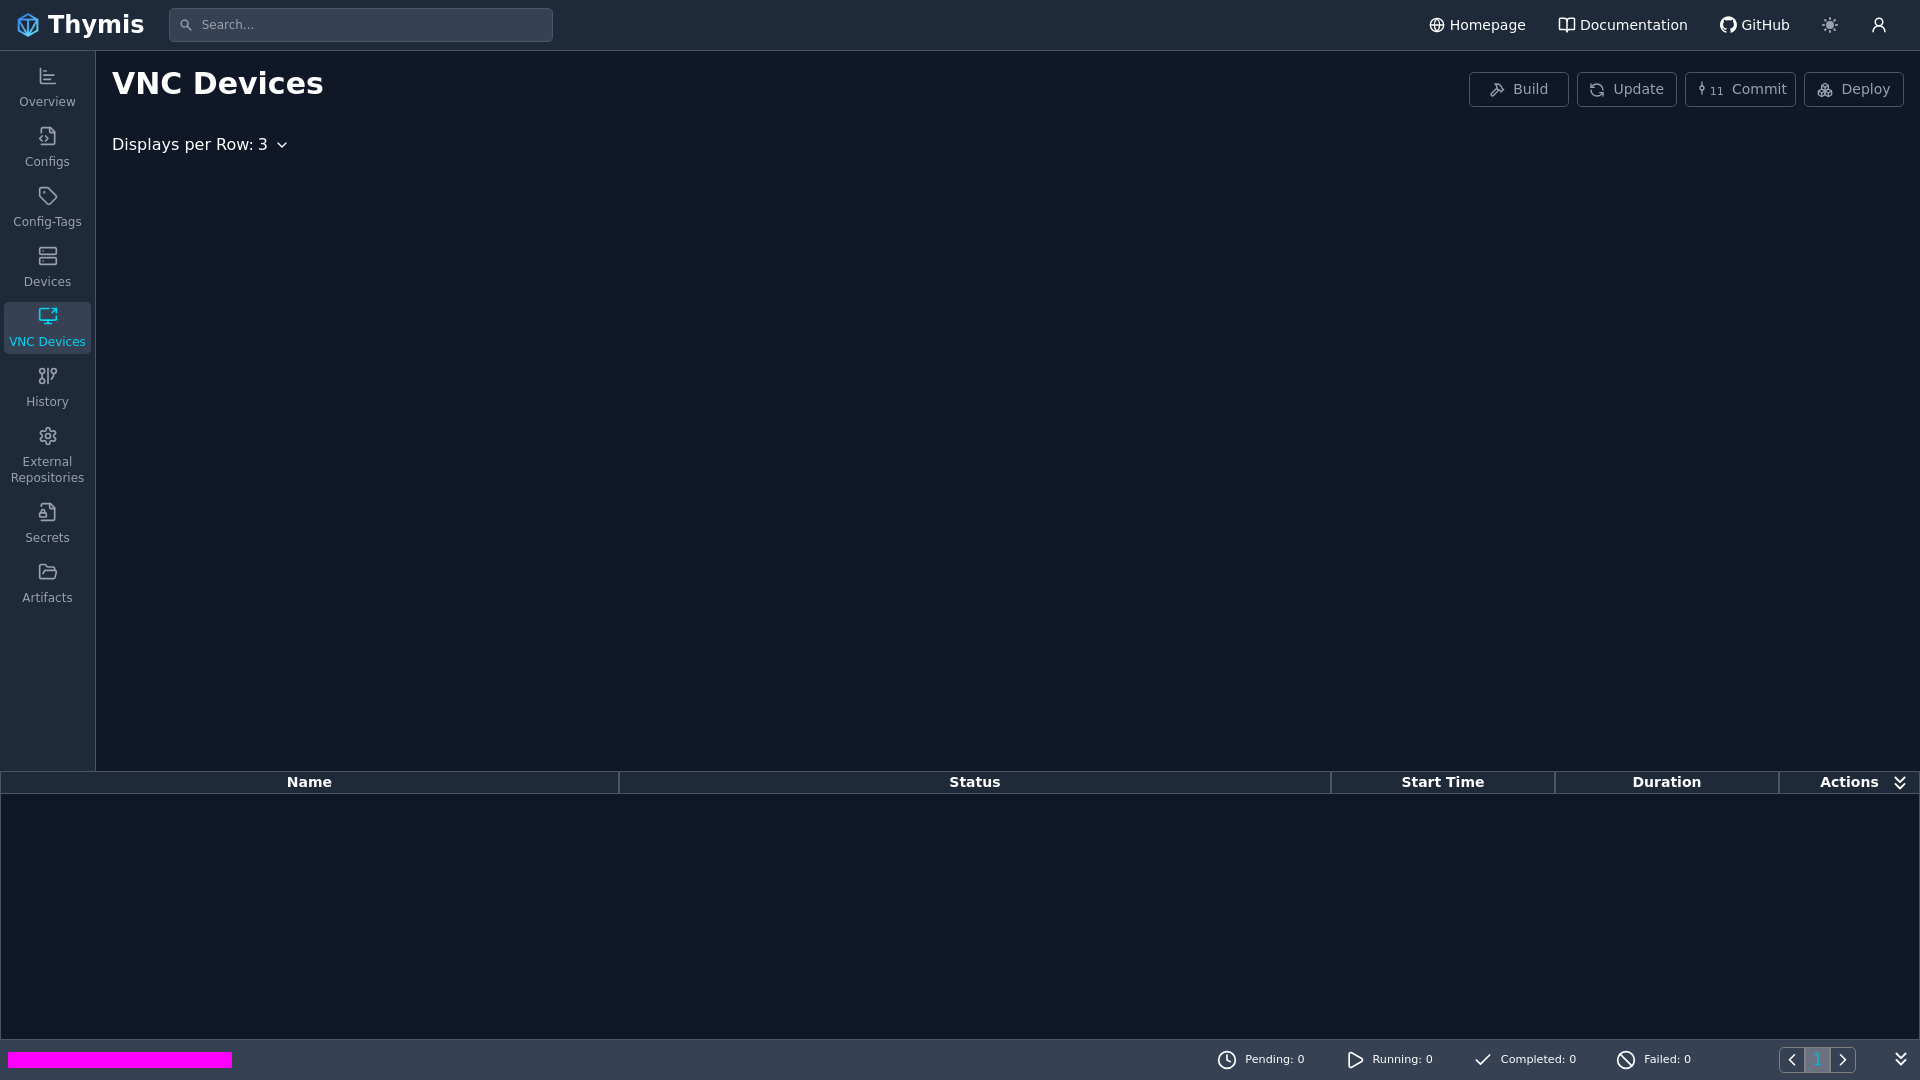 Thymis
Search...
Homepage
Documentation
GitHub
Overview
Configs
Config-Tags
Devices
VNC Devices
History
External
Repositories
Secrets
Artifacts
VNC Devices
Build
Update
11 Commit
Deploy
Displays per Row: 3
Name
Status
Start Time
Duration
Actions
Pending: 0
Running: 0
Completed: 0
Failed: 0
1